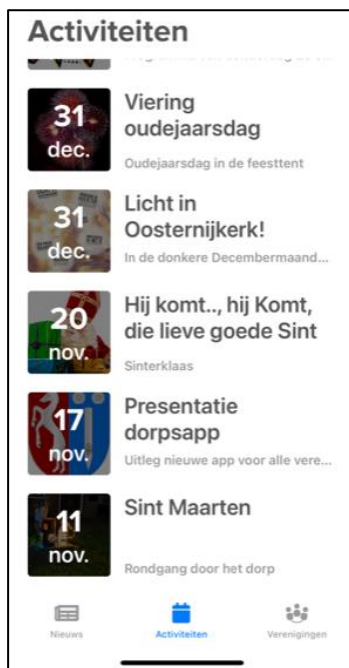 Activiteiten
31
dec.
Viering
oudejaarsdag
Oudejaarsdag in de feesttent
31
dec.
Licht in
Oosternijkerk!
In de donkere Decembermaand...
20
nov.
Hij komt.., hij Komt,
die lieve goede Sint
Sinterklaas
17
nov.
Presentatie
dorpsapp
Uitleg nieuwe app voor alle vere...
11
nov.
Sint Maarten
Rondgang door het dorp
Nieuws
Activiteiten
Verenigingen